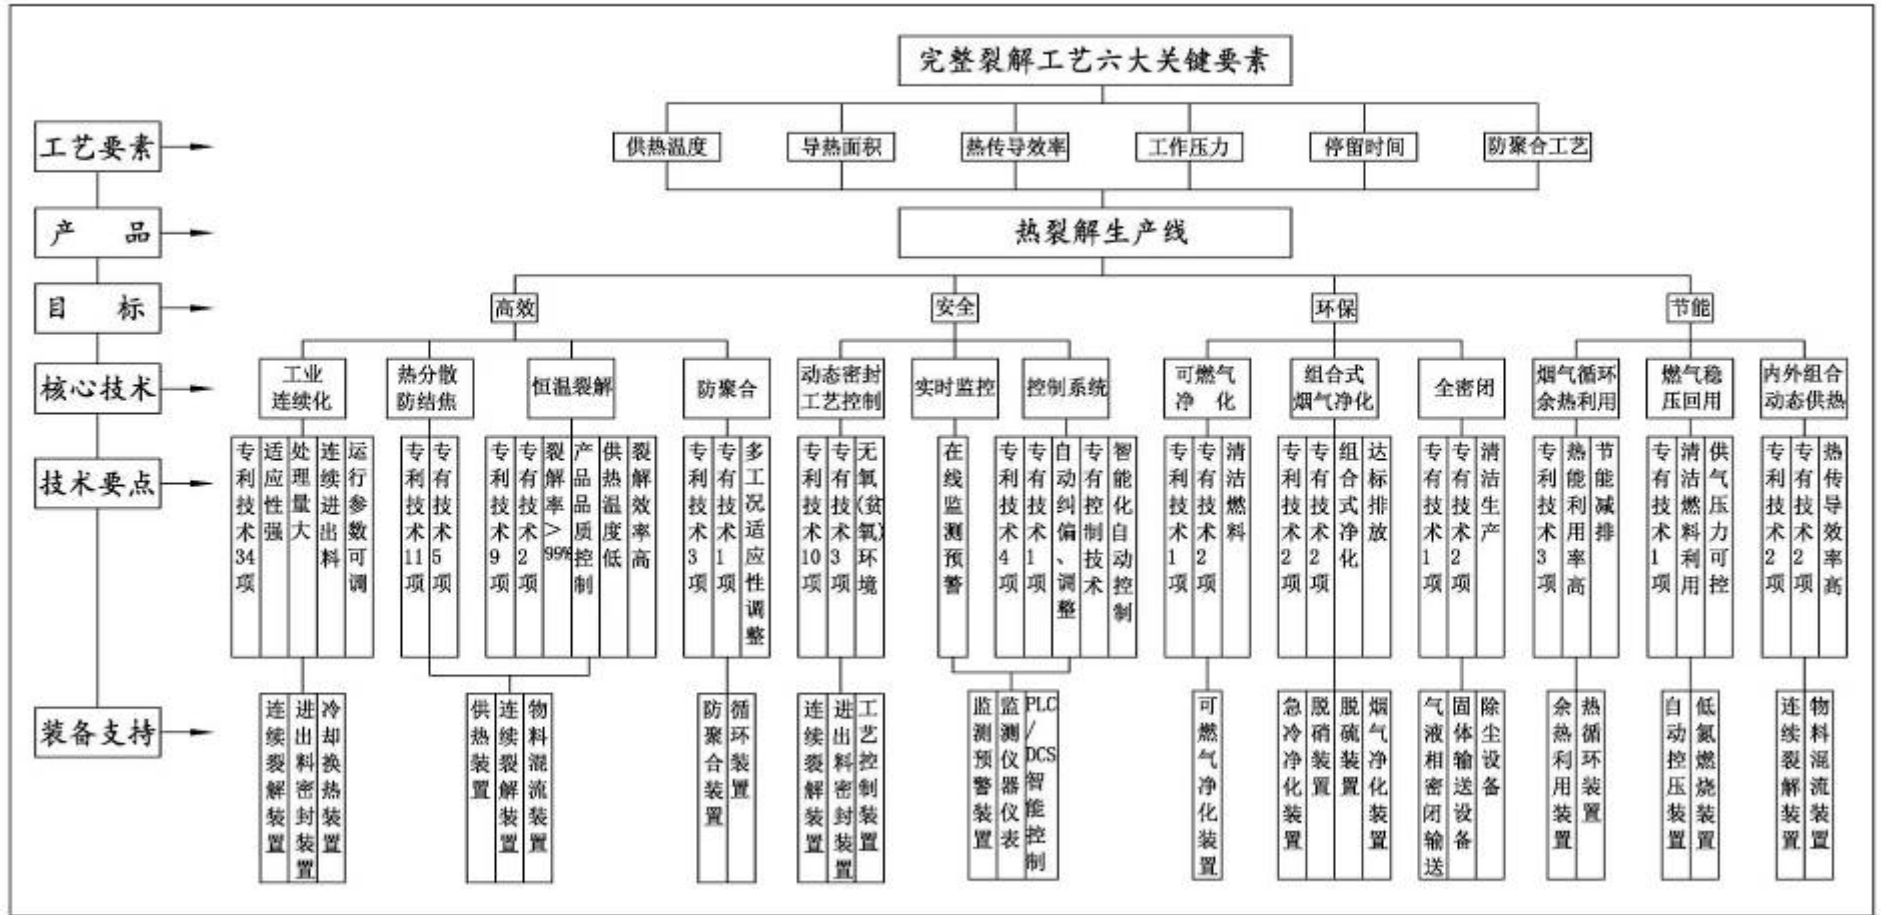 完整裂解工艺六大关键要素
工艺要素
供热温度
导热面积
热传导效率
工作压力
停留时间
防聚合工艺
产 品
热裂解生产线
目 标
高效
安全
环保
节能
核心技术
工业
连续化
热分散
防结焦
恒温裂解
防聚合
动态密封
工艺控制
实时监控
控制系统
可燃气
净 化
组合式
烟气净化
全密闭
烟气循环
余热利用
燃气稳
压回用
内外组合
动态供热
技术要点
专利技术34项
适应性强
处理量大
连续进出料
运行参数可调
专利技术11项
专有技术5项
专利技术9项
专有技术2项
裂解率>99%
产品品质控制
供热温度低
裂解效率高
专利技术3项
专有技术1项
多工况适应性调整
专利技术10项
专有技术3项
无氧(贫氧)环境
在线监测预警
专利技术4项
专有技术1项
自动纠偏、调整
专有控制技术
智能化自动控制
专利技术1项
专有技术2项
清洁燃料
专利技术2项
专有技术2项
组合式净化
达标排放
专有技术1项
专有技术2项
清洁生产
专利技术3项
热能利用率高
节能减排
专有技术1项
清洁燃料利用
供气压力可控
专利技术2项
专有技术2项
热传导效率高
装备支持
连续裂解装置
进出料密封装置
冷却换热装置
供热装置
连续裂解装置
物料混流装置
防聚合装置
循环装置
连续裂解装置
进出料密封装置
工艺控制装置
监测预警装置
监测仪器仪表
PLC/DCS智能控制
可燃气净化装置
急冷净化装置
脱硝装置
脱硫装置
烟气净化装置
气液相密闭输送
固体输送设备
除尘设备
余热利用装置
热循环装置
自动控压装置
低氮燃烧装置
连续裂解装置
物料混流装置